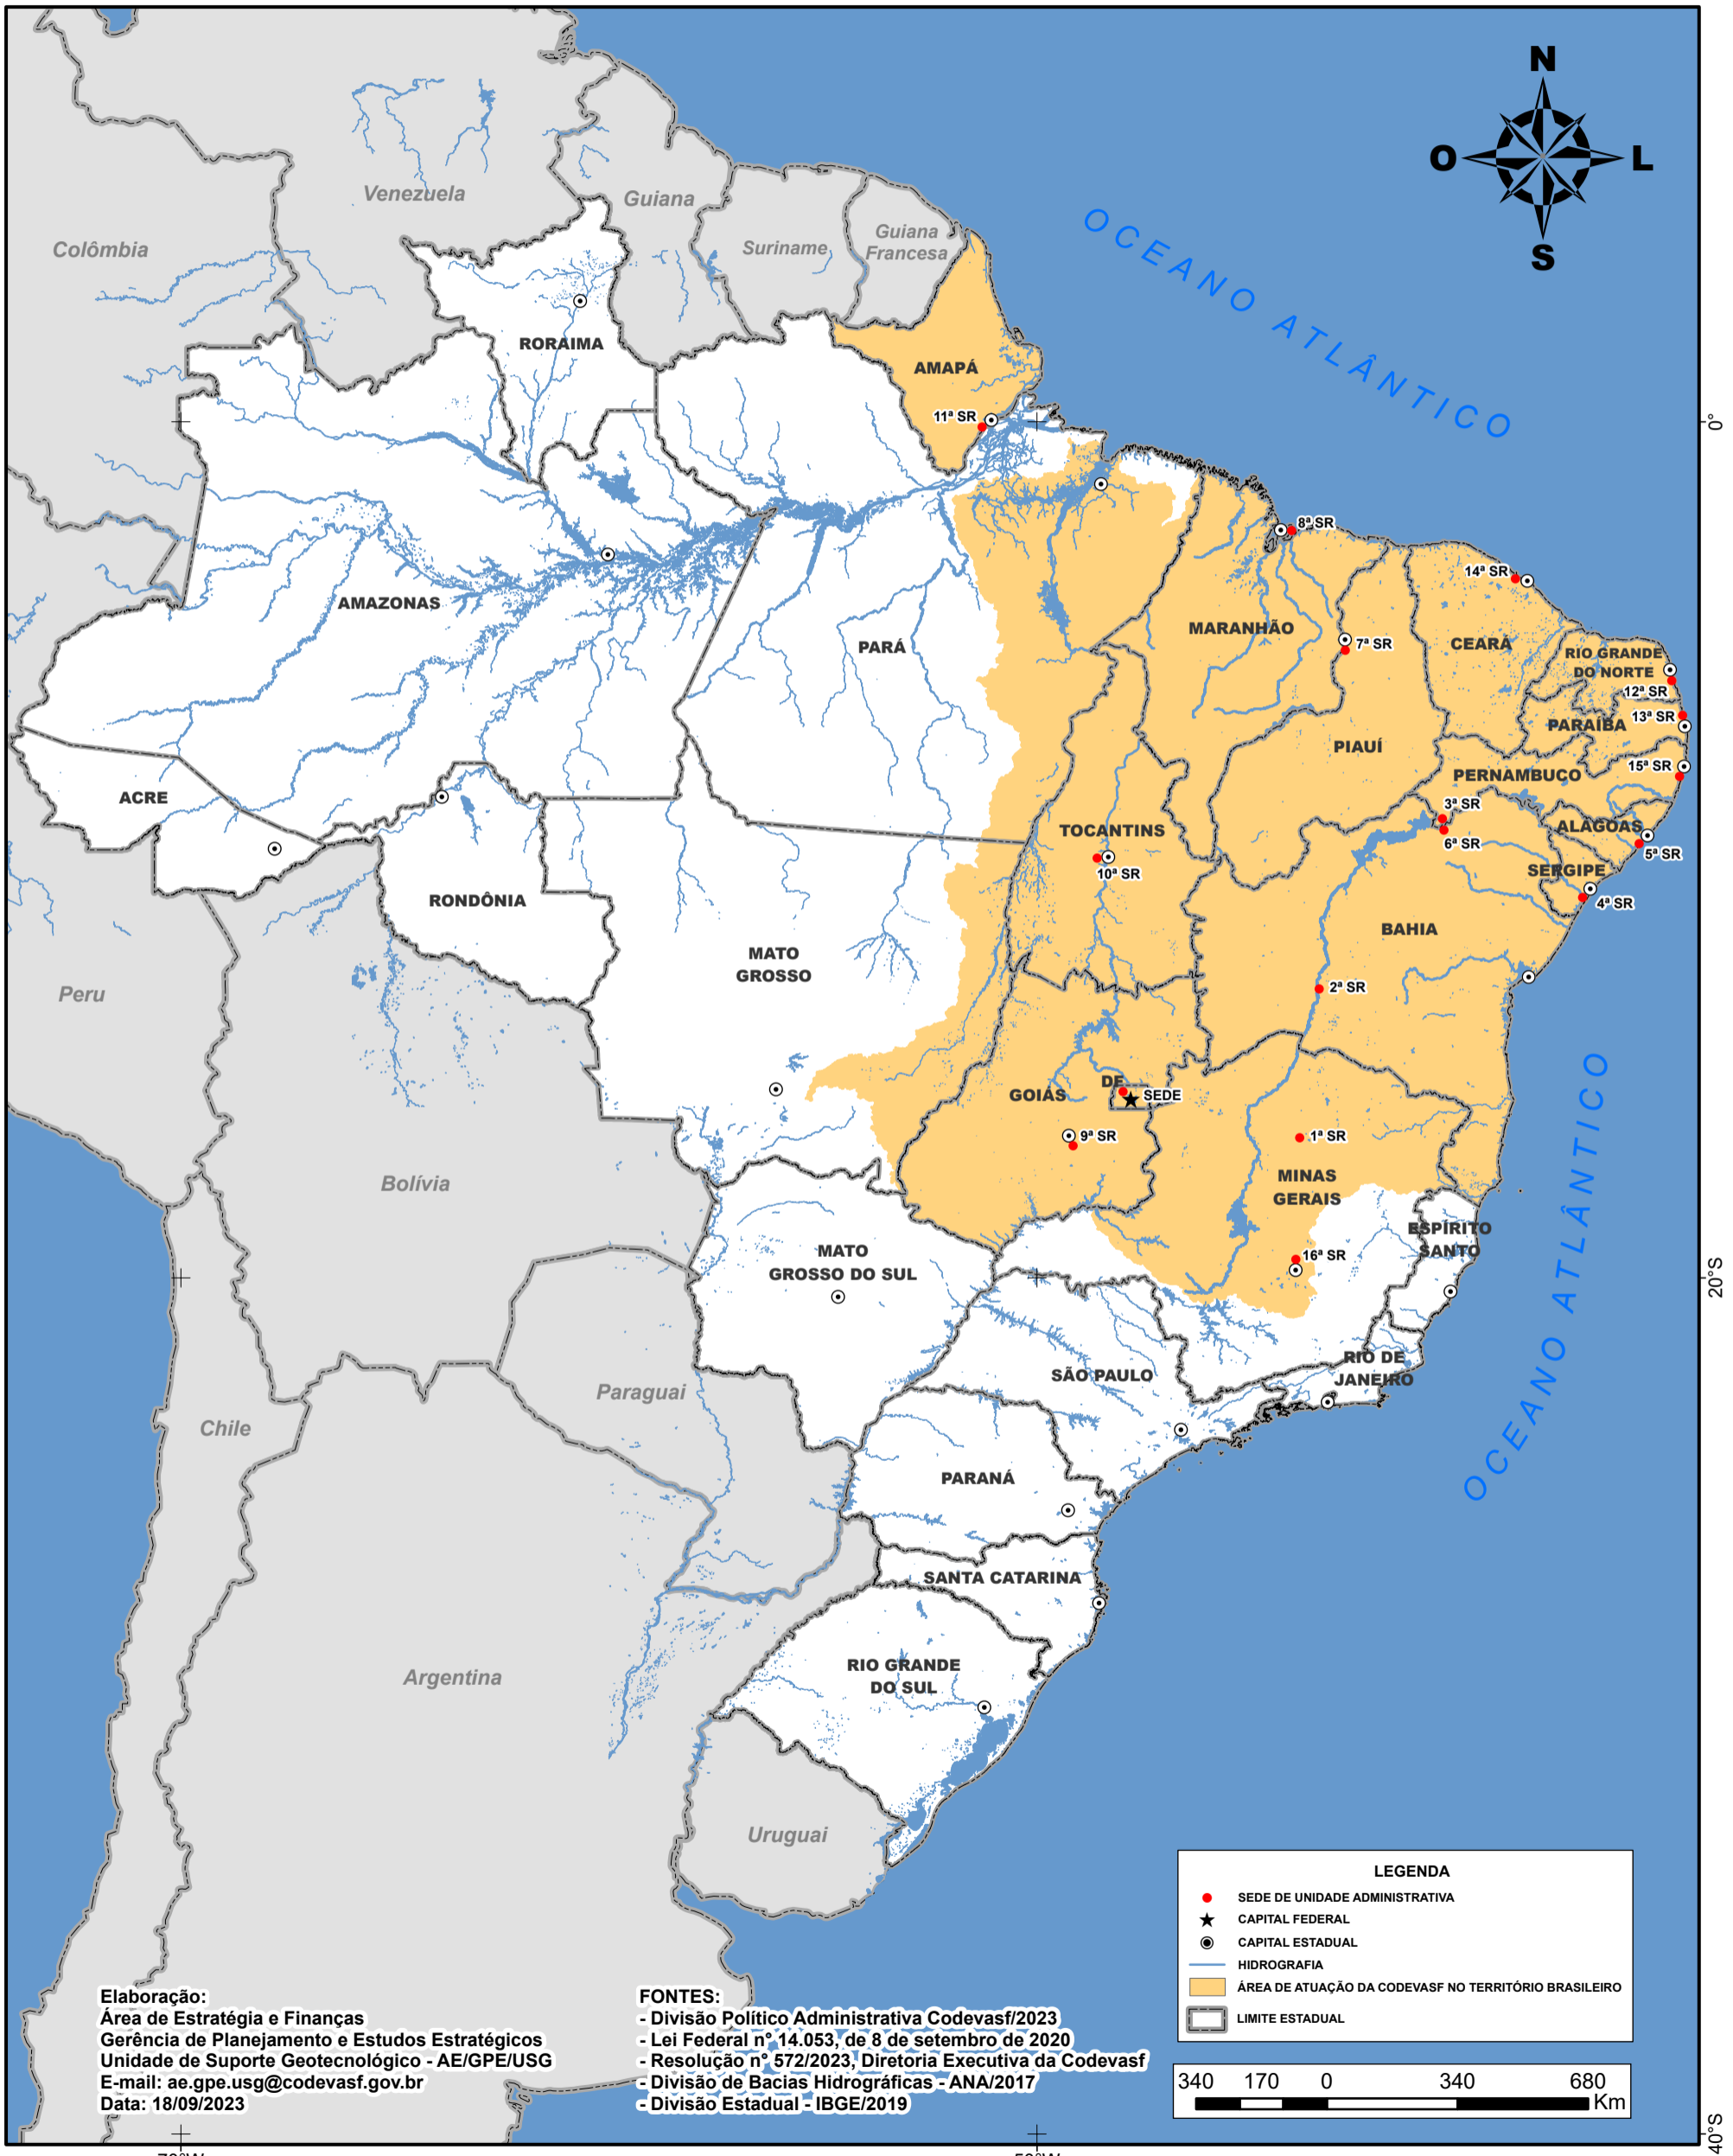 N
O
L
S
OCEANO ATLÂNTICO
Venezuela
Guiana
Suriname
Guiana
Francesa
Colômbia
RORAIMA
AMAPÁ
11ª SR
0°
8ª SR
14ª SR
AMAZONAS
PARÁ
MARANHÃO
7ª SR
CEARÁ
RIO GRANDE
DO NORTE
12ª SR
13ª SR
PARAÍBA
PIAUÍ
15ª SR
PERNAMBUCO
ACRE
3ª SR
6ª SR
ALAGOAS
5ª SR
TOCANTINS
10ª SR
SERGIPE
4ª SR
RONDÔNIA
BAHIA
MATO
GROSSO
2ª SR
Peru
GOIÁS
DF
SEDE
9ª SR
1ª SR
MINAS
GERAIS
Bolívia
ESPÍRITO
SANTO
16ª SR
MATO
GROSSO DO SUL
20°S
OCEANO ATLÂNTICO
SÃO PAULO
RIO DE
JANEIRO
Paraguai
Chile
PARANÁ
SANTA CATARINA
RIO GRANDE
DO SUL
Argentina
Uruguai
LEGENDA
SEDE DE UNIDADE ADMINISTRATIVA
CAPITAL FEDERAL
CAPITAL ESTADUAL
HIDROGRAFIA
ÁREA DE ATUAÇÃO DA CODEVASF NO TERRITÓRIO BRASILEIRO
LIMITE ESTADUAL
340 170 0 340 680
Km
Elaboração:
Área de Estratégia e Finanças
Gerência de Planejamento e Estudos Estratégicos
Unidade de Suporte Geotecnológico - AE/GPE/USG
E-mail: ae.gpe.usg@codevasf.gov.br
Data: 18/09/2023
FONTES:
- Divisão Político Administrativa Codevasf/2023
- Lei Federal n° 14.053, de 8 de setembro de 2020
- Resolução n° 572/2023, Diretoria Executiva da Codevasf
- Divisão de Bacias Hidrográficas - ANA/2017
- Divisão Estadual - IBGE/2019
40°S